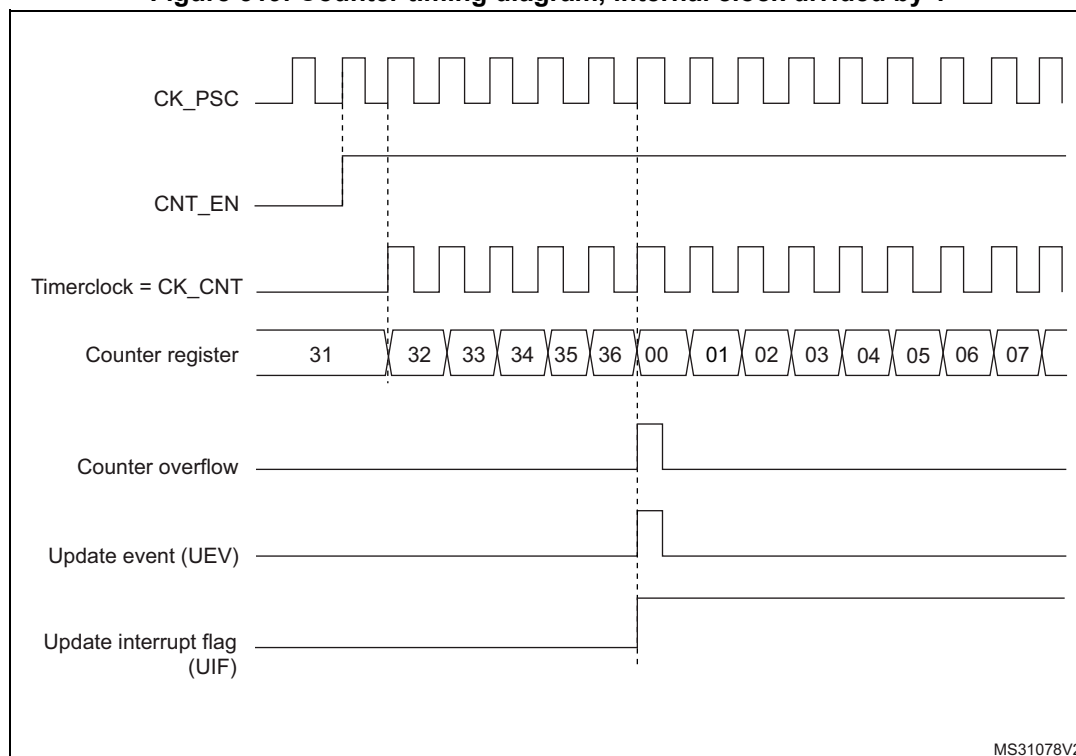 CK_PSC
CNT_EN
Timerclock = CK_CNT
Counter register 31 32 33 34 35 36 00 01 02 03 04 05 06 07
Counter overflow
Update event (UEV)
Update interrupt flag
(UIF)
MS31078V2